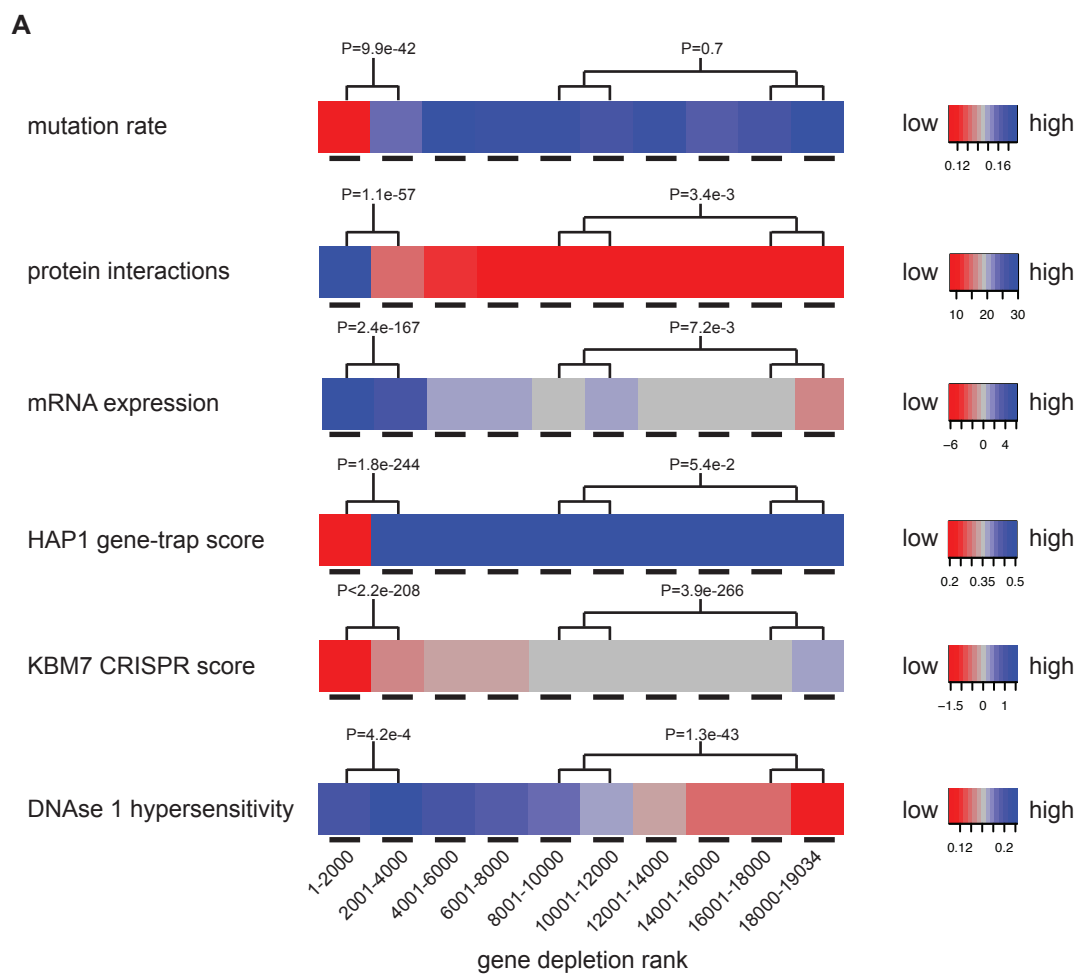 A
P=9.9e-42 P=0.7
mutation rate
low high
0.12 0.16
P=1.1e-57 P=3.4e-3
protein interactions
low high
10 20 30
P=2.4e-167 P=7.2e-3
mRNA expression
low high
−6 0 4
P=1.8e-244 P=5.4e-2
HAP1 gene-trap score
low high
0.2 0.35 0.5
P<2.2e-208 P=3.9e-266
KBM7 CRISPR score
low high
−1.5 0 1
P=4.2e-4 P=1.3e-43
DNAse 1 hypersensitivity
low high
0.12 0.2
1-2000 2001-4000 4001-6000 6001-8000 8001-10000 10001-12000 12001-14000 14001-16000 16001-18000 18000-19034
gene depletion rank